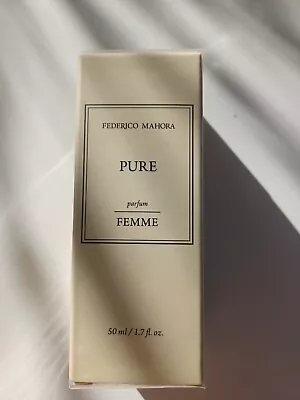 FEDERICO MAHORA
PURE
parfum
FEMME
50 ml / 1.7 fl. oz.